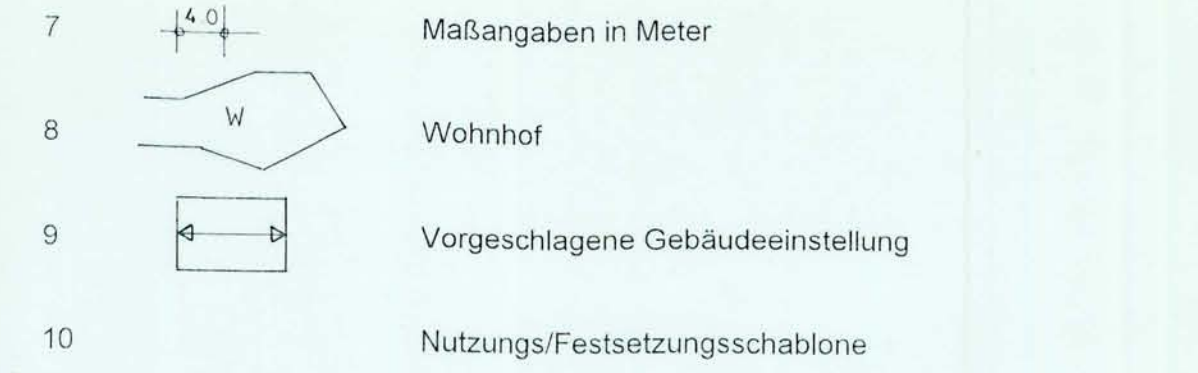 7 4.0 Maßangaben in Meter
8 W Wohnhof
9 Vorgeschlagene Gebäudeeinstellung
10 Nutzungs/Festsetzungsschablone